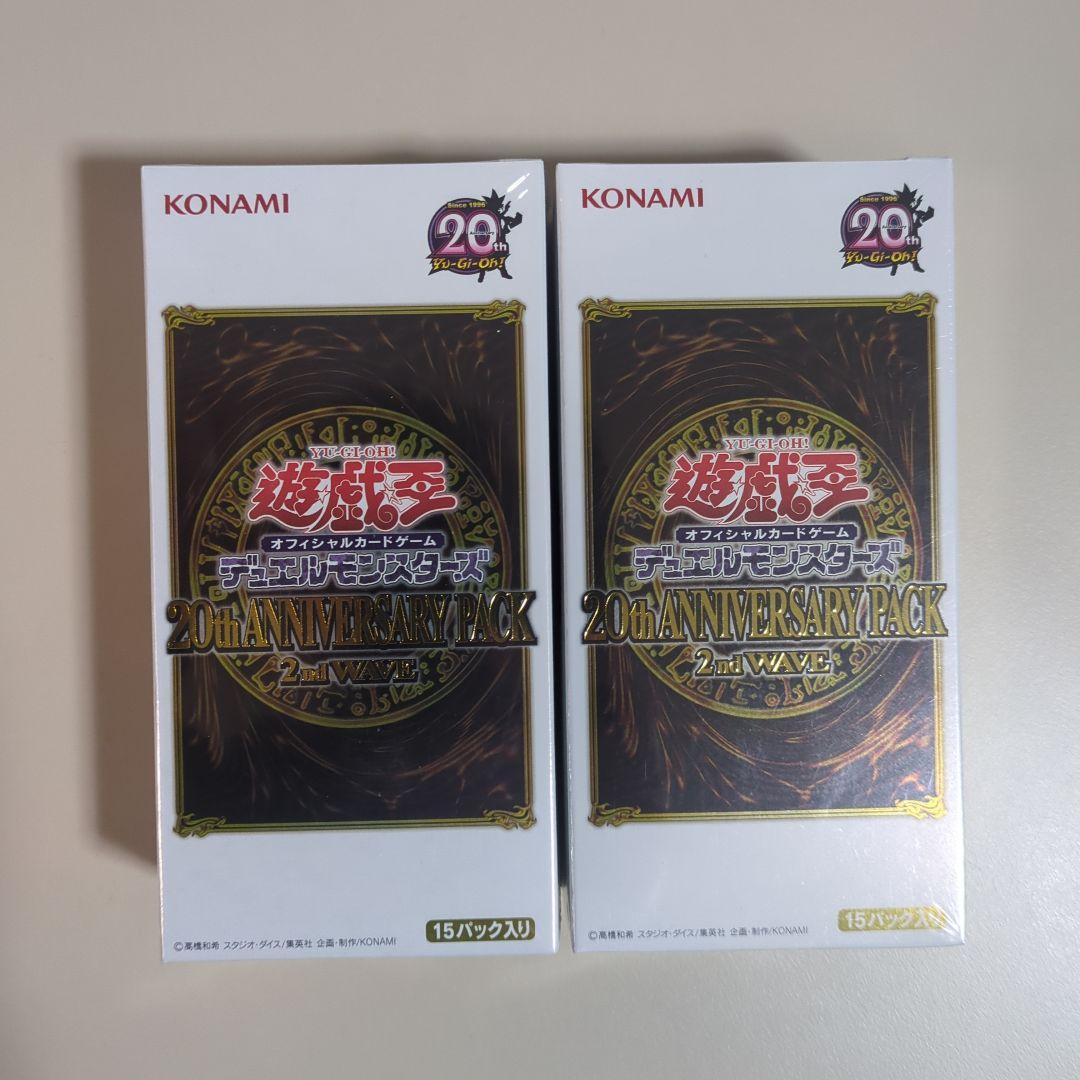 KONAMI
Since 1996
20th
Anniversary
Yu-Gi-Oh!
YU-GI-OH!
遊戯王
オフィシャルカードゲーム
デュエルモンスターズ
20th ANNIVERSARY PACK
2nd WAVE
15パック入り
©高橋和希 スタジオ・ダイス/集英社 企画・制作/KONAMI
KONAMI
Since 1996
20th
Anniversary
Yu-Gi-Oh!
YU-GI-OH!
遊戯王
オフィシャルカードゲーム
デュエルモンスターズ
20th ANNIVERSARY PACK
2nd WAVE
15パック入り
©高橋和希 スタジオ・ダイス/集英社 企画・制作/KONAMI